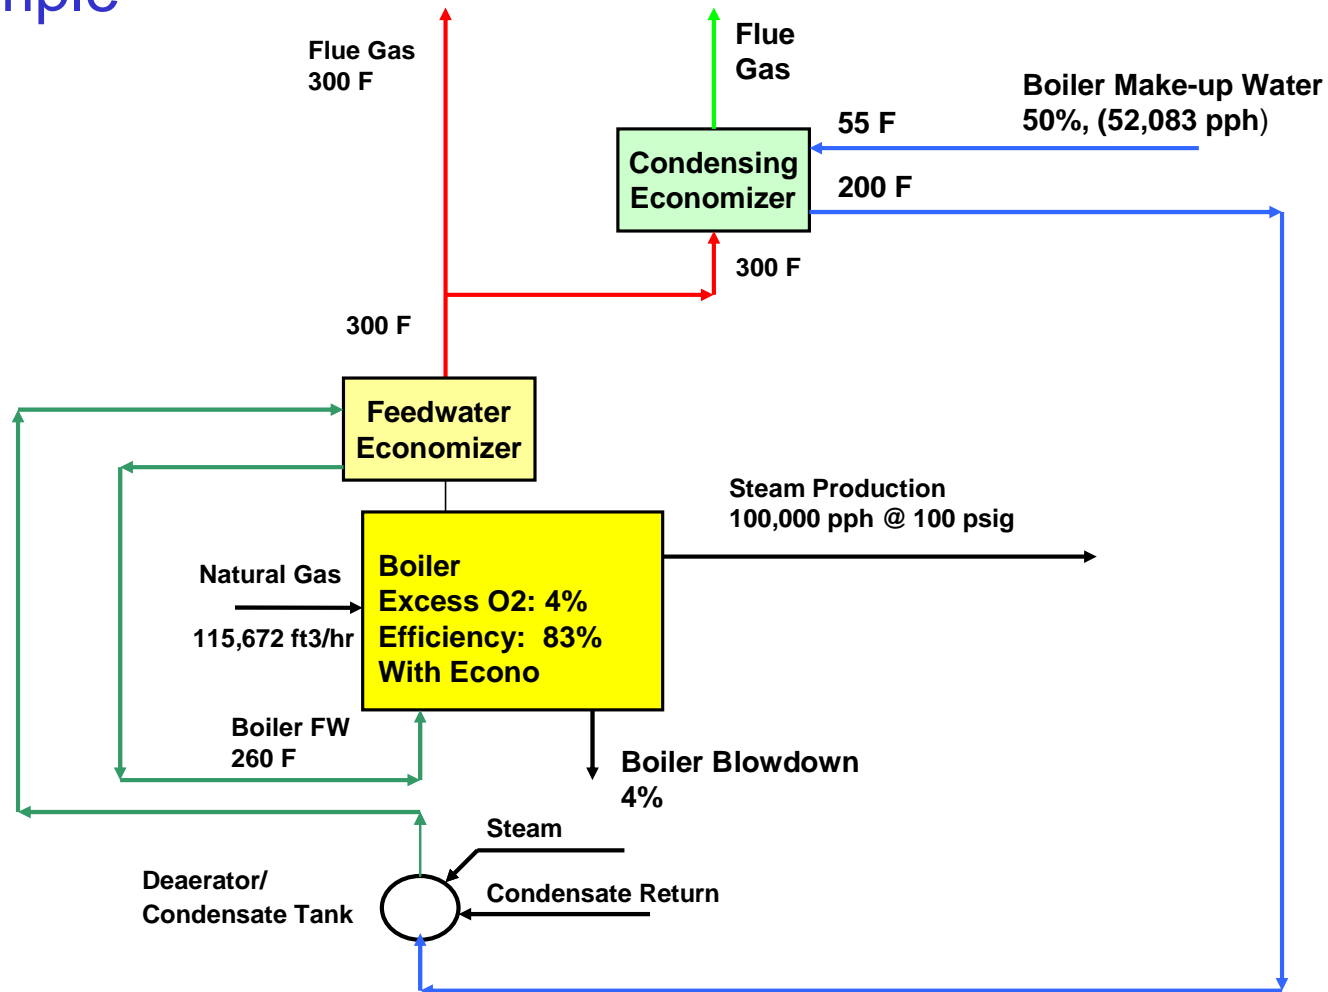 Flue Gas
300 F
Flue
Gas
Boiler Make-up Water
50%, (52,083 pph)
55 F
Condensing
Economizer
200 F
300 F
300 F
Feedwater
Economizer
Steam Production
100,000 pph @ 100 psig
Natural Gas
115,672 ft3/hr
Boiler
Excess O2: 4%
Efficiency: 83%
With Econo
Boiler FW
260 F
Boiler Blowdown
4%
Steam
Deaerator/
Condensate Tank
Condensate Return